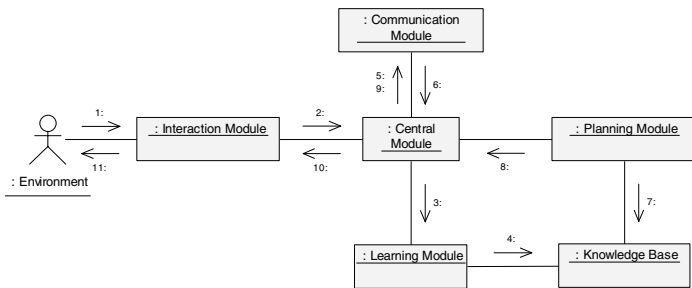 : Communication
Module
5:
9:
6:
1:
: Interaction Module
2:
: Central
Module
: Planning Module
11:
10:
8:
: Environment
3:
7:
4:
: Learning Module
: Knowledge Base